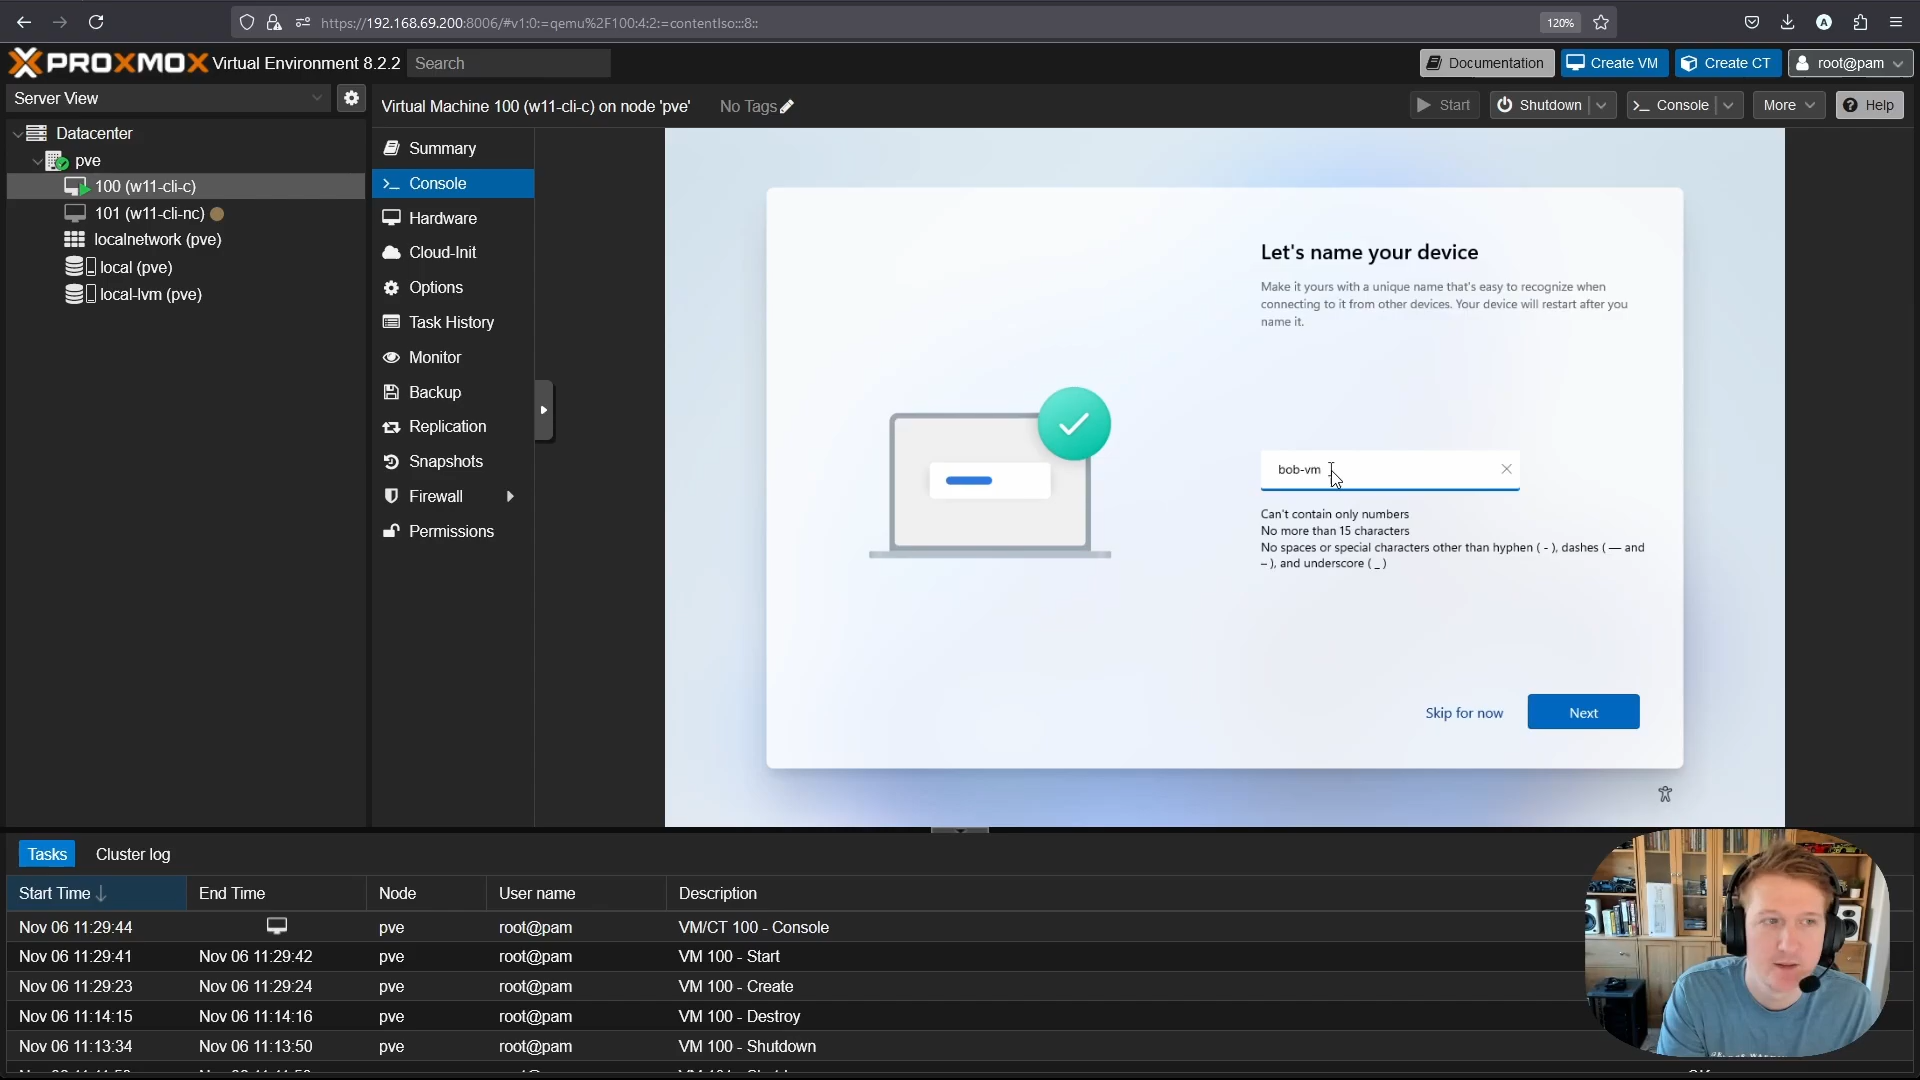 https://192.168.69.200:8006/#v1:0:=qemu%2F100:4:2:=contentIso:::8::
120%
A
PROXMOX Virtual Environment 8.2.2
Search
Documentation
Create VM
Create CT
root@pam
Server View
Virtual Machine 100 (w11-cli-c) on node 'pve'
No Tags
Start
Shutdown
Console
More
Help
Datacenter
pve
100 (w11-cli-c)
101 (w11-cli-nc)
localnetwork (pve)
local (pve)
local-lvm (pve)
Summary
Console
Hardware
Cloud-Init
Options
Task History
Monitor
Backup
Replication
Snapshots
Firewall
Permissions
Let's name your device
Make it yours with a unique name that's easy to recognize when
connecting to it from other devices. Your device will restart after you
name it.
bob-vm
Can't contain only numbers
No more than 15 characters
No spaces or special characters other than hyphen ( - ), dashes ( — and
– ), and underscore ( _ )
Skip for now
Next
Tasks
Cluster log
Start Time
End Time
Node
User name
Description
Nov 06 11:29:44
pve
root@pam
VM/CT 100 - Console
Nov 06 11:29:41
Nov 06 11:29:42
pve
root@pam
VM 100 - Start
Nov 06 11:29:23
Nov 06 11:29:24
pve
root@pam
VM 100 - Create
Nov 06 11:14:15
Nov 06 11:14:16
pve
root@pam
VM 100 - Destroy
Nov 06 11:13:34
Nov 06 11:13:50
pve
root@pam
VM 100 - Shutdown